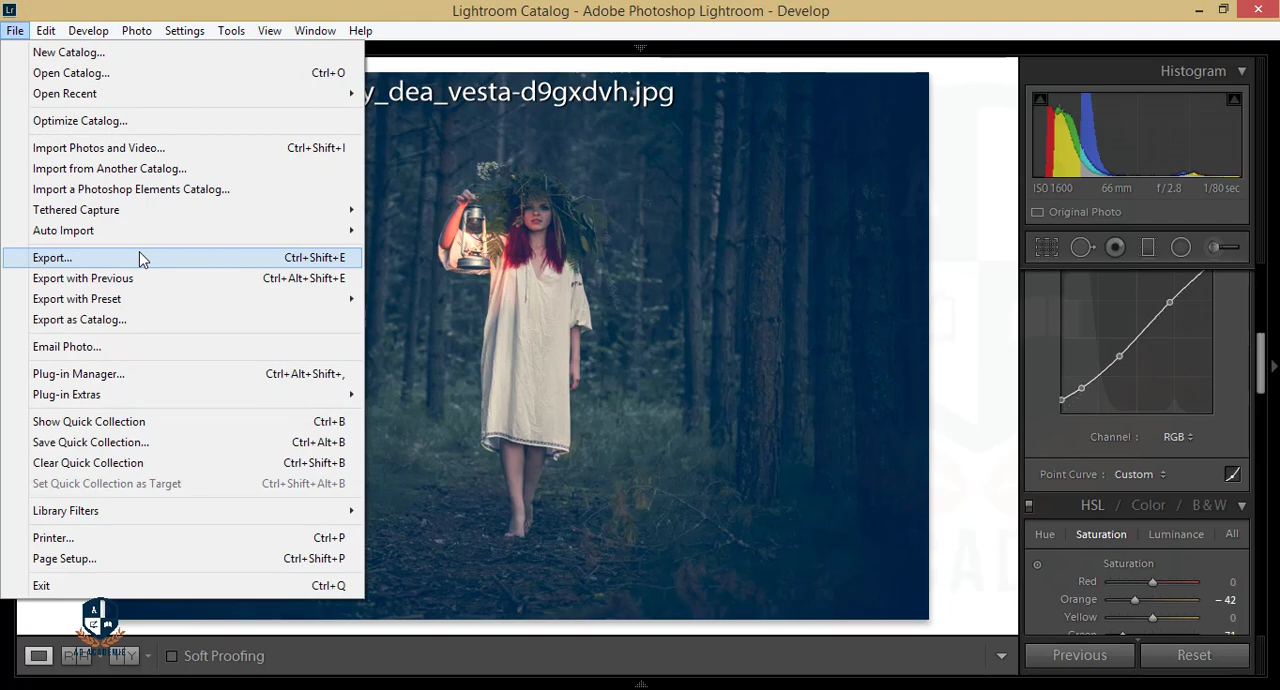 Lr
Lightroom Catalog - Adobe Photoshop Lightroom - Develop
File Edit Develop Photo Settings Tools View Window Help
New Catalog...
Open Catalog... Ctrl+O
Open Recent
Optimize Catalog...
Import Photos and Video... Ctrl+Shift+I
Import from Another Catalog...
Import a Photoshop Elements Catalog...
Tethered Capture
Auto Import
Export... Ctrl+Shift+E
Export with Previous Ctrl+Alt+Shift+E
Export with Preset
Export as Catalog...
Email Photo...
Plug-in Manager... Ctrl+Alt+Shift+,
Plug-in Extras
Show Quick Collection Ctrl+B
Save Quick Collection... Ctrl+Alt+B
Clear Quick Collection Ctrl+Shift+B
Set Quick Collection as Target Ctrl+Shift+Alt+B
Library Filters
Printer... Ctrl+P
Page Setup... Ctrl+Shift+P
Exit Ctrl+Q
y_dea_vesta-d9gxdvh.jpg
Histogram
ISO 1600 66 mm f / 2.8 1/80 sec
Original Photo
Channel : RGB
Point Curve : Custom
HSL / Color / B & W
Hue Saturation Luminance All
Saturation
Red 0
Orange - 42
Yellow 0
Soft Proofing
Previous Reset